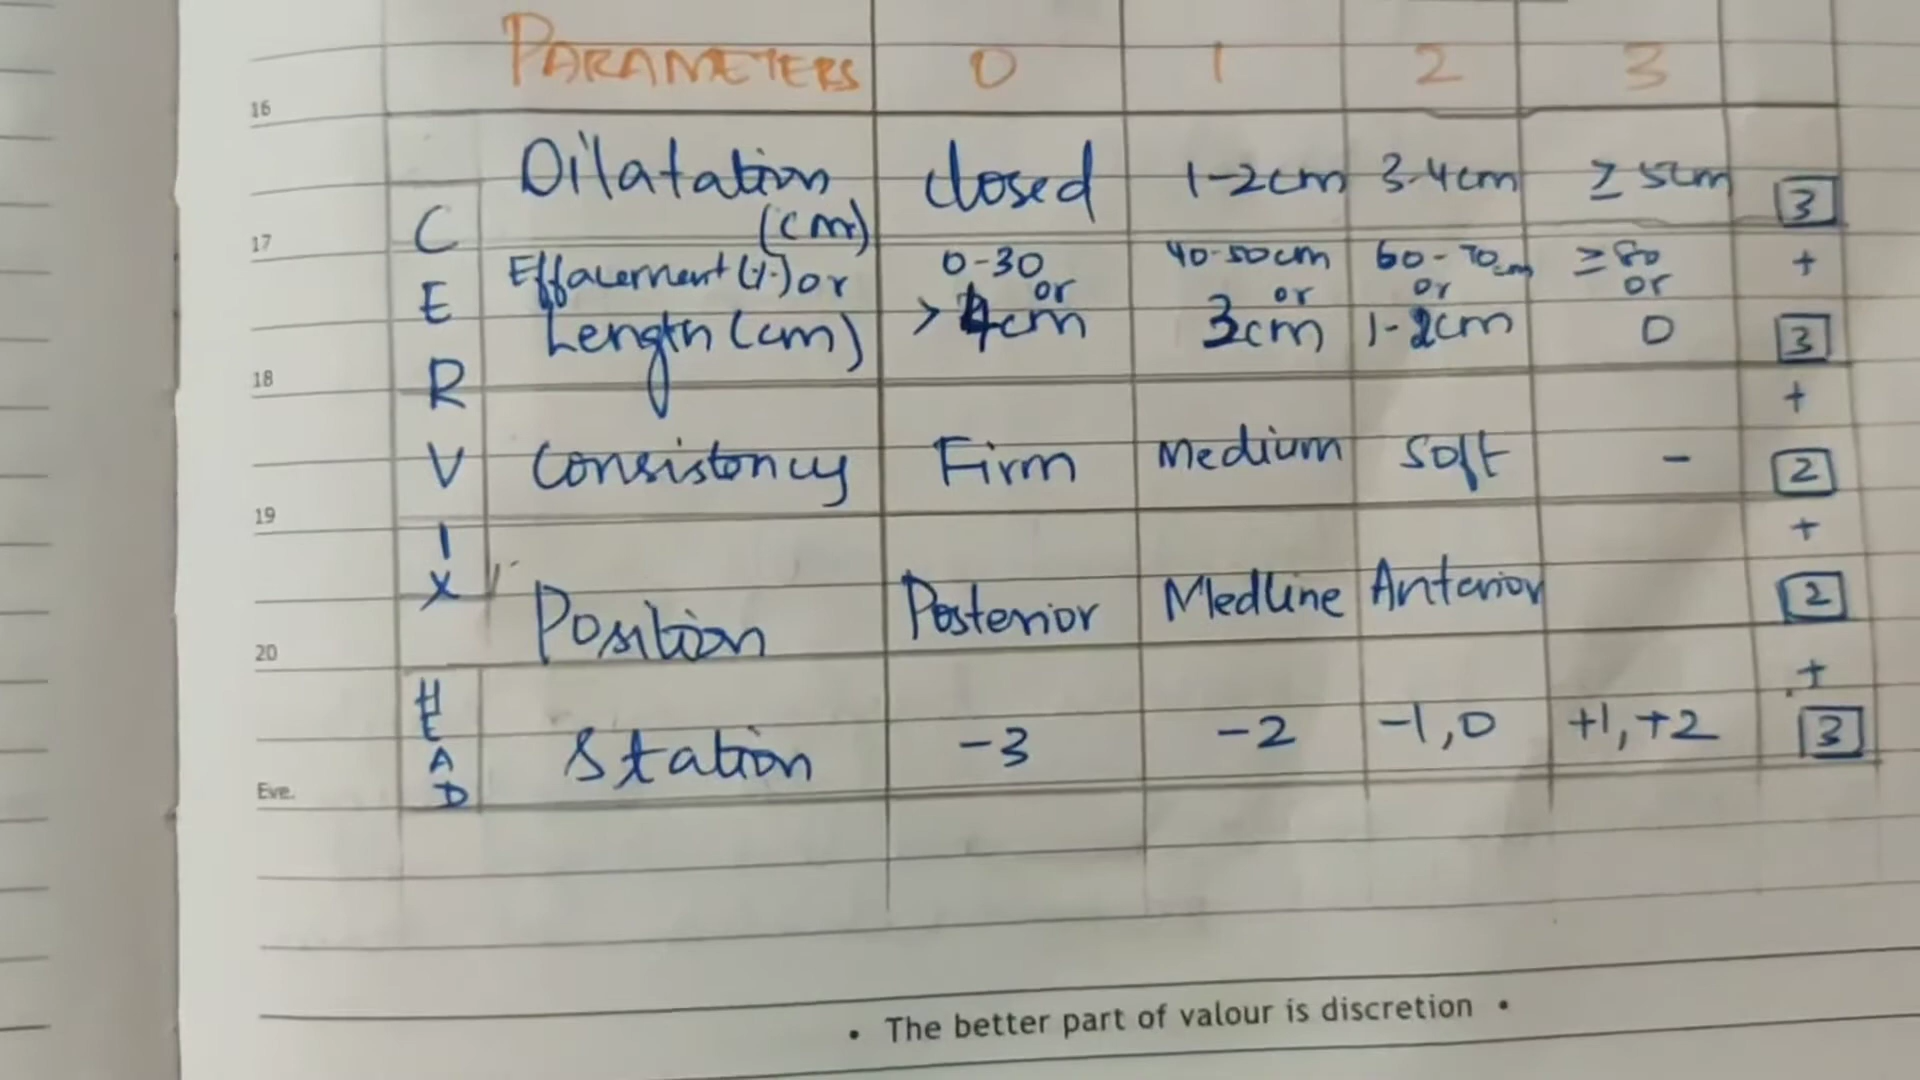 PARAMETERS 0 1 2 3
16
Dilatation (cm) closed 1-2cm 3-4cm ≥ 5cm 3
17
Effacement (%) or 0-30 or 40-50cm or 60-70cm or ≥80 or +
Length (cm) > 4cm 3cm 1-2cm 0 3
18
+
Consistency Firm Medium Soft - 2
19
+
Position Posterior Medline Anterior 2
20
+
Station -3 -2 -1,0 +1,+2 3
Eve.
CERVIX
HEAD
• The better part of valour is discretion •